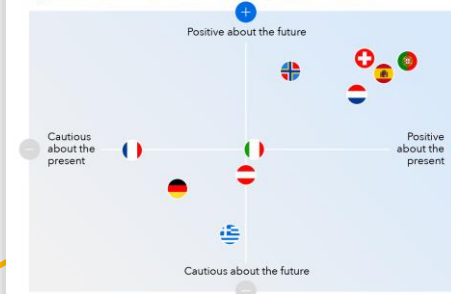 Positive about the future
Cautious
about the
present
Positive
about the
present
Cautious about the future